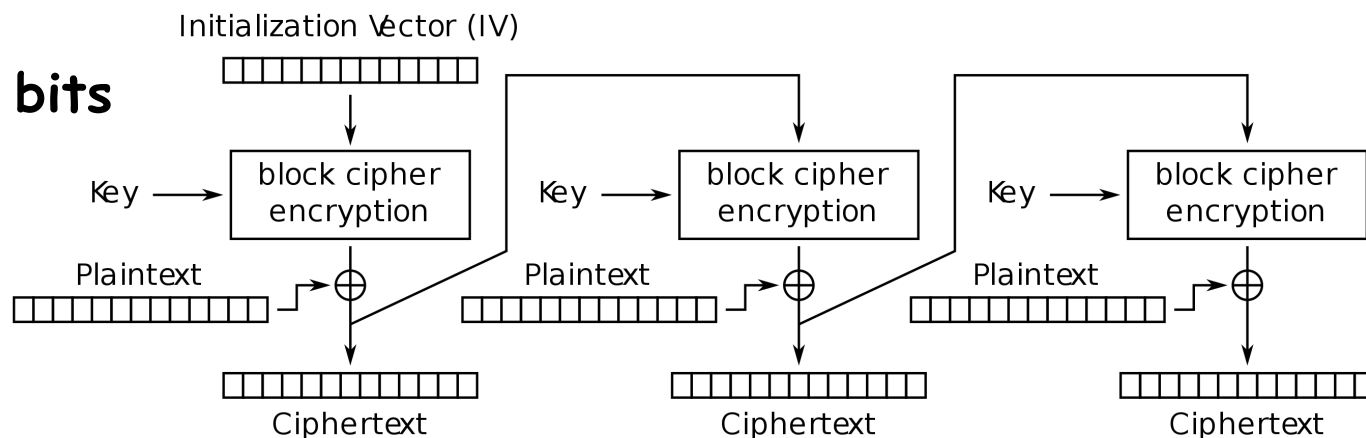 Initialization Vector (IV)
bits
block cipher
encryption
Key
block cipher
encryption
Key
block cipher
encryption
Key
Plaintext
Plaintext
Plaintext
Ciphertext
Ciphertext
Ciphertext